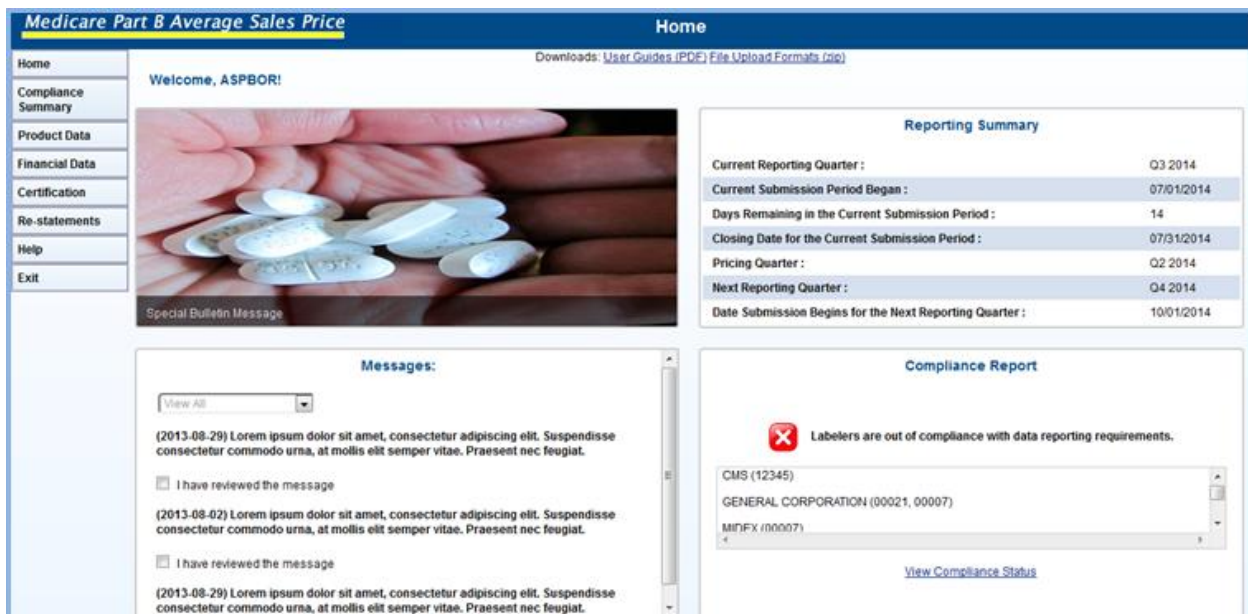 Medicare Part B Average Sales Price
Home
Downloads: User Guides (PDF) File Upload Formats (zip)
Home
Compliance
Summary
Product Data
Financial Data
Certification
Re-statements
Help
Exit
Welcome, ASPBOR!
Special Bulletin Message
Reporting Summary
Current Reporting Quarter : Q3 2014
Current Submission Period Began : 07/01/2014
Days Remaining in the Current Submission Period : 14
Closing Date for the Current Submission Period : 07/31/2014
Pricing Quarter : Q2 2014
Next Reporting Quarter : Q4 2014
Date Submission Begins for the Next Reporting Quarter : 10/01/2014
Messages:
View All
(2013-08-29) Lorem ipsum dolor sit amet, consectetur adipiscing elit. Suspendisse
consectetur commodo urna, at mollis elit semper vitae. Praesent nec feugiat.
I have reviewed the message
(2013-08-02) Lorem ipsum dolor sit amet, consectetur adipiscing elit. Suspendisse
consectetur commodo urna, at mollis elit semper vitae. Praesent nec feugiat.
I have reviewed the message
(2013-08-29) Lorem ipsum dolor sit amet, consectetur adipiscing elit. Suspendisse
consectetur commodo urna, at mollis elit semper vitae. Praesent nec feugiat.
Compliance Report
Labelers are out of compliance with data reporting requirements.
CMS (12345)
GENERAL CORPORATION (00021, 00007)
MIDEX (00007)
View Compliance Status